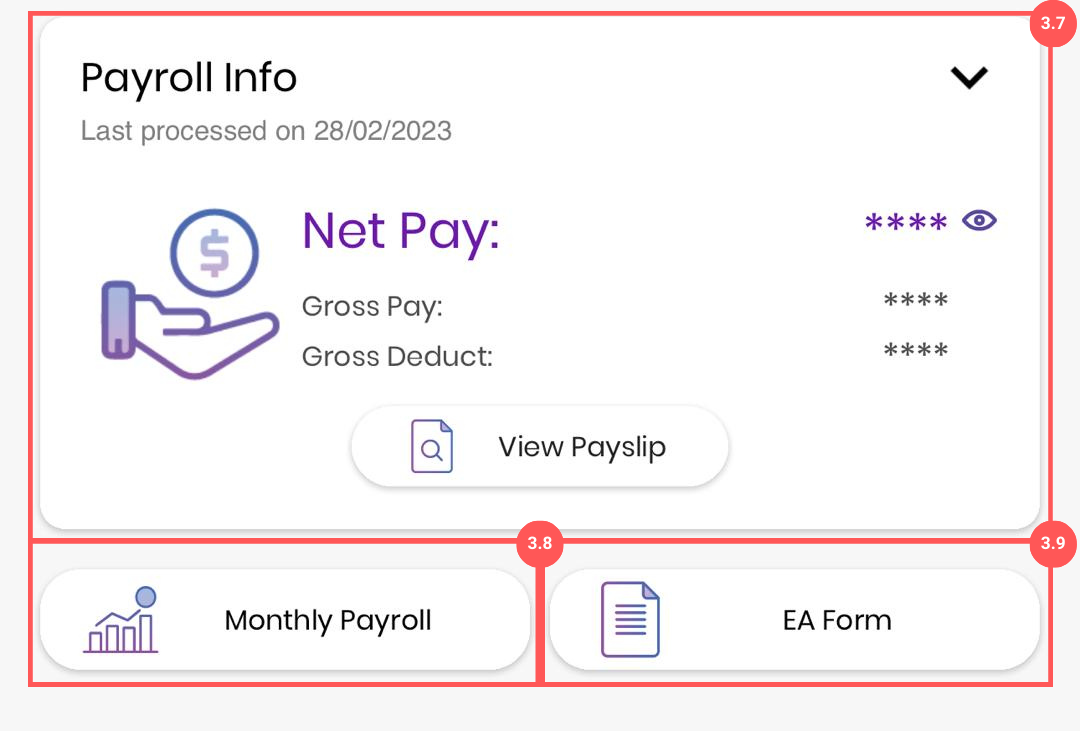 3.7
Payroll Info
Last processed on 28/02/2023
$
Net Pay: ****
Gross Pay: ****
Gross Deduct: ****
View Payslip
3.8
3.9
Monthly Payroll
EA Form